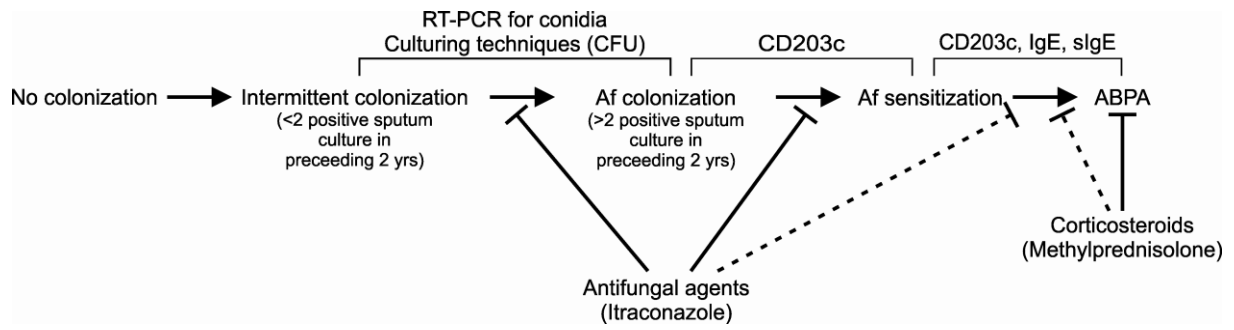 RT-PCR for conidia
Culturing techniques (CFU)
CD203c
CD203c, IgE, sIgE
No colonization
Intermittent colonization
(<2 positive sputum
culture in
preceeding 2 yrs)
Af colonization
(>2 positive sputum
culture in
preceeding 2 yrs)
Af sensitization
ABPA
Corticosteroids
(Methylprednisolone)
Antifungal agents
(Itraconazole)